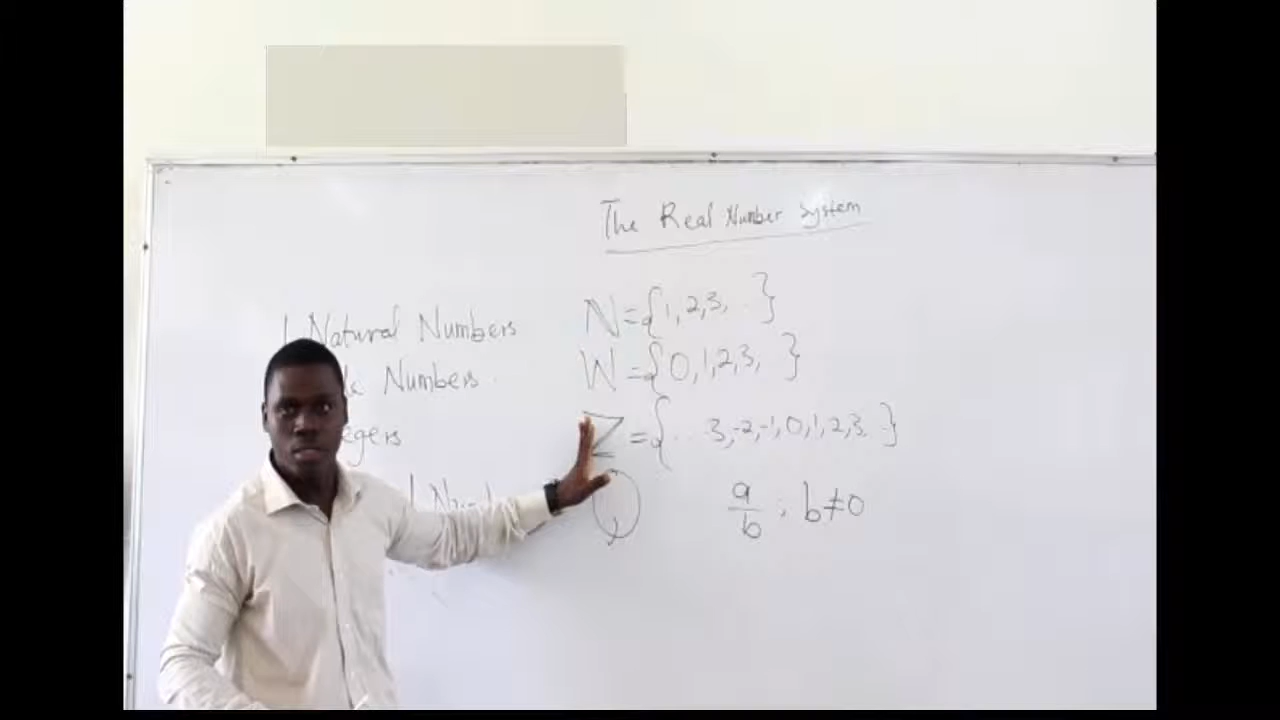 The Real Number System
1 Natural Numbers N = {1, 2, 3, . . }
Numbers W = {0, 1, 2, 3, }
Z = { . . 3, -2, -1, 0, 1, 2, 3, . }
Q a/b ; b ≠ 0